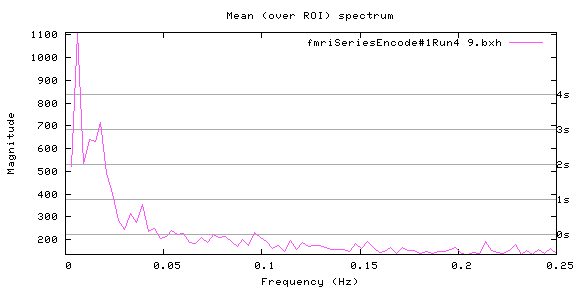 Mean (over ROI) spectrum
fmriSeriesEncode#1Run4 9.bxh
1100
1000
900
800
700
600
500
400
300
200
Magnitude
4s
3s
2s
1s
0s
0 0.05 0.1 0.15 0.2 0.25
Frequency (Hz)